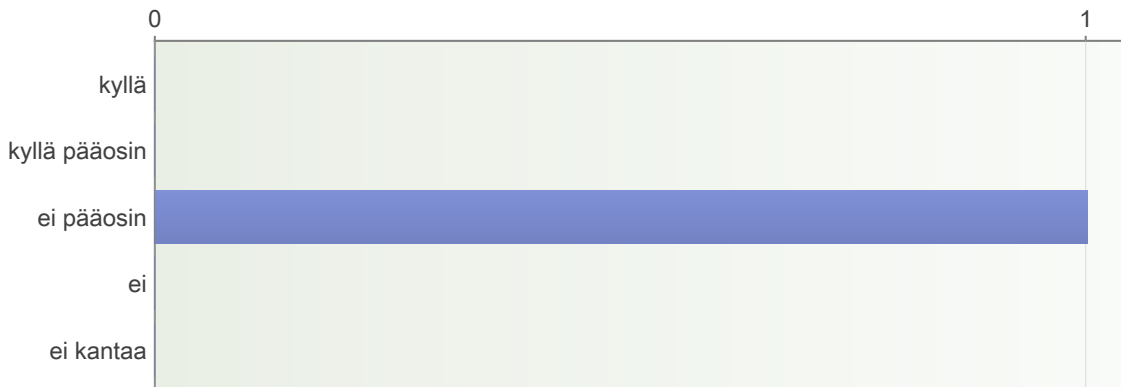 0 1
kyllä
kyllä pääosin
ei pääosin
ei
ei kantaa